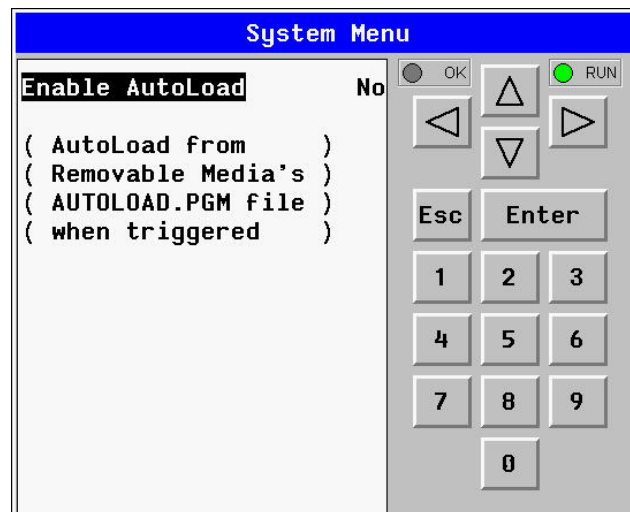 System Menu
Enable AutoLoad No
( AutoLoad from )
( Removable Media's )
( AUTOLOAD.PGM file )
( when triggered )
OK
RUN
Esc
Enter
1 2 3
4 5 6
7 8 9
0